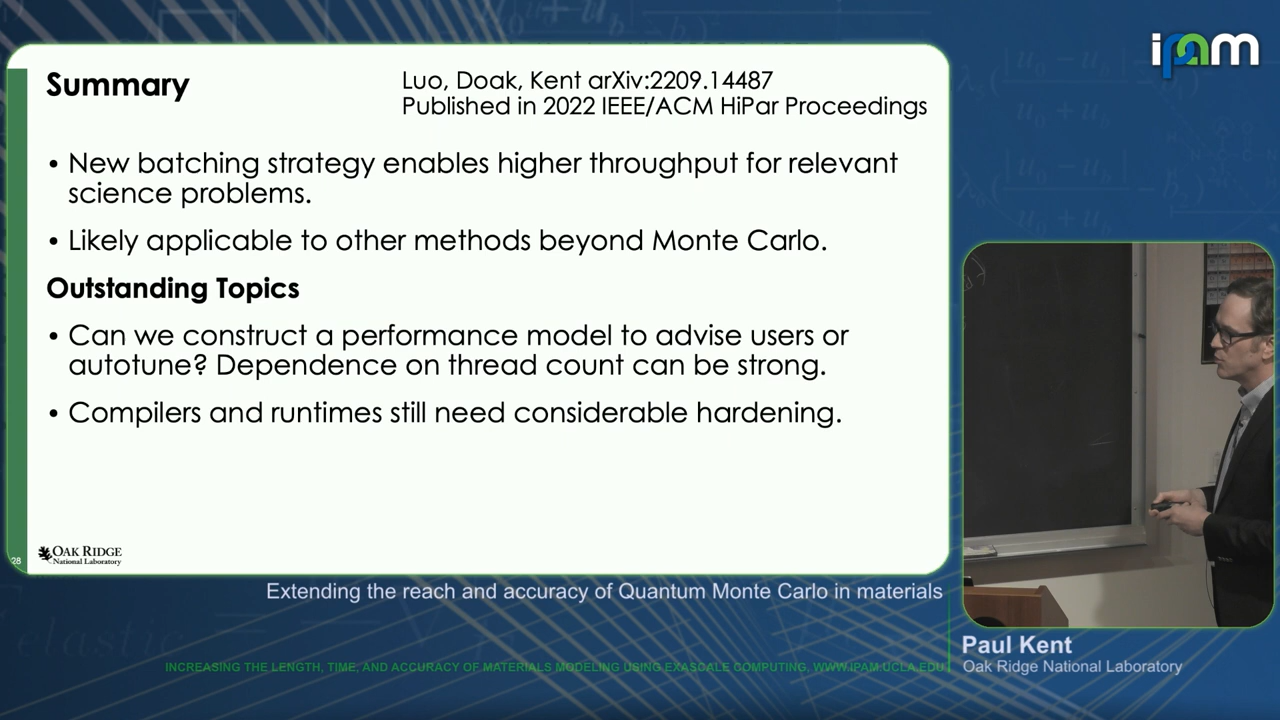 ipam
Summary
Luo, Doak, Kent arXiv:2209.14487
Published in 2022 IEEE/ACM HiPar Proceedings
• New batching strategy enables higher throughput for relevant
science problems.
• Likely applicable to other methods beyond Monte Carlo.
Outstanding Topics
• Can we construct a performance model to advise users or
autotune? Dependence on thread count can be strong.
• Compilers and runtimes still need considerable hardening.
28
OAK RIDGE
National Laboratory
Extending the reach and accuracy of Quantum Monte Carlo in materials
Paul Kent
Oak Ridge National Laboratory
INCREASING THE LENGTH, TIME, AND ACCURACY OF MATERIALS MODELING USING EXASCALE COMPUTING, WWW.IPAM.UCLA.EDU
elastic